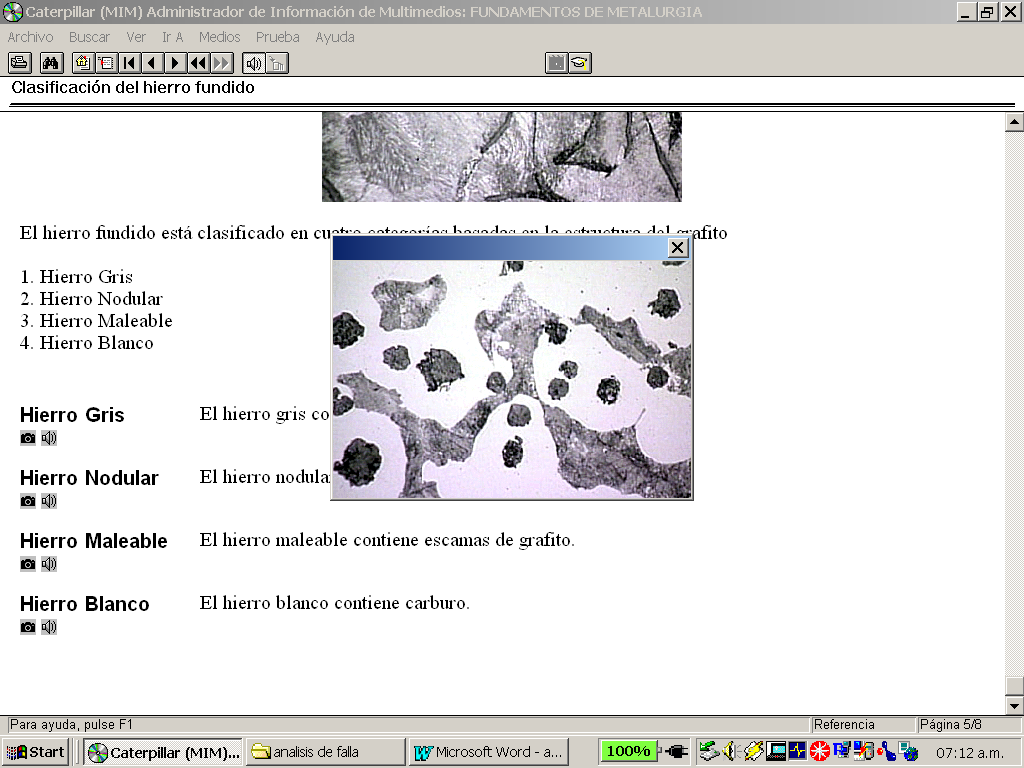 Caterpillar (MIM) Administrador de Información de Multimedios: FUNDAMENTOS DE METALURGIA
Archivo Buscar Ver Ir A Medios Prueba Ayuda
Clasificación del hierro fundido
El hierro fundido está clasificado en cuatro categorías basadas en la estructura del grafito
1. Hierro Gris
2. Hierro Nodular
3. Hierro Maleable
4. Hierro Blanco
Hierro Gris El hierro gris co
Hierro Nodular El hierro nodula
Hierro Maleable El hierro maleable contiene escamas de grafito.
Hierro Blanco El hierro blanco contiene carburo.
Para ayuda, pulse F1 Referencia Página 5/8
Start Caterpillar (MIM)... analisis de falla Microsoft Word - a... 100% 07:12 a.m.